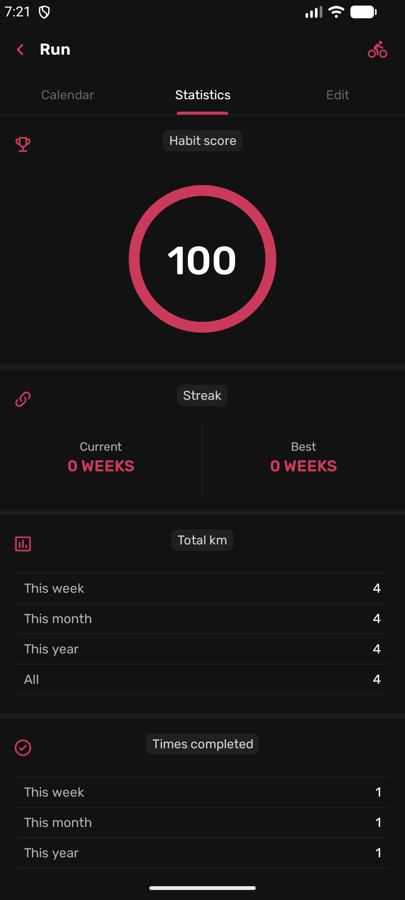 7:21
Run
Calendar Statistics Edit
Habit score
100
Streak
Current Best
0 WEEKS 0 WEEKS
Total km
This week 4
This month 4
This year 4
All 4
Times completed
This week 1
This month 1
This year 1